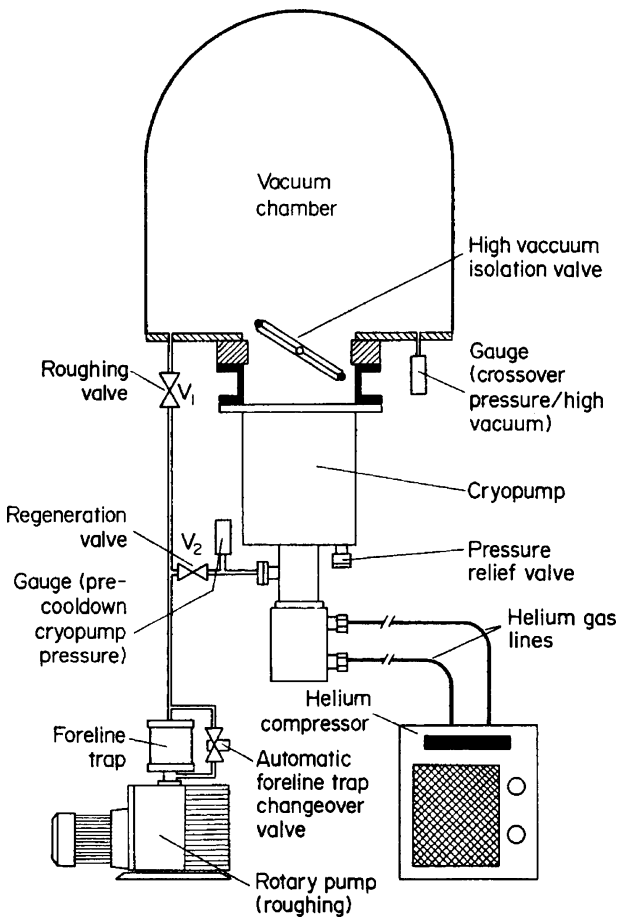 Vacuum
chamber
High vaccuum
isolation valve
Roughing
valve
V1
Gauge
(crossover
pressure/high
vacuum)
Cryopump
Regeneration
valve
V2
Pressure
relief valve
Gauge (pre-
cooldown
cryopump
pressure)
Helium gas
lines
Helium
compressor
Foreline
trap
Automatic
foreline trap
changeover
valve
Rotary pump
(roughing)